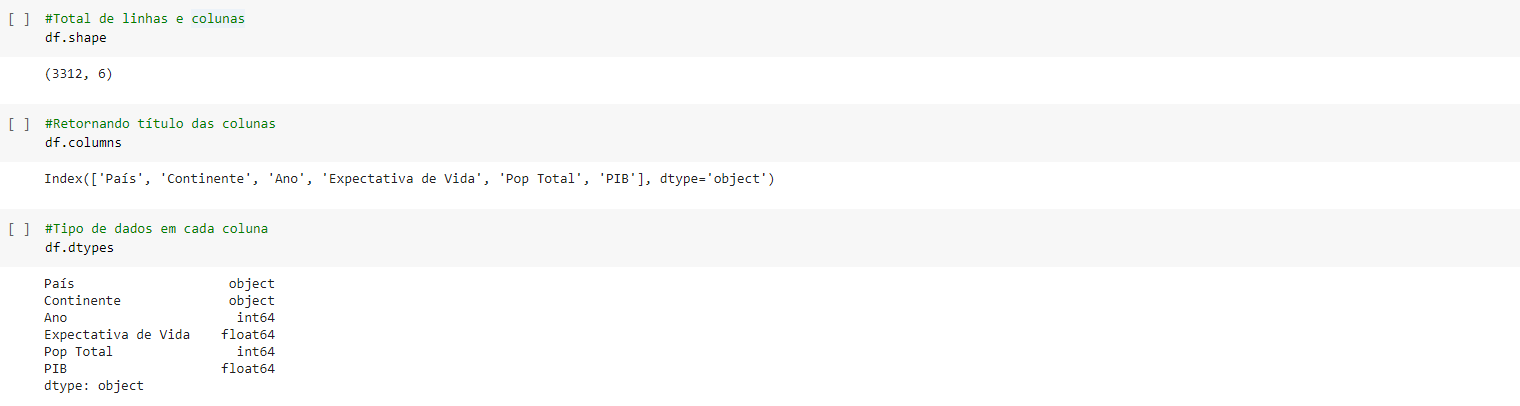 [ ] #Total de linhas e colunas
df.shape
(3312, 6)
[ ] #Retornando título das colunas
df.columns
Index(['País', 'Continente', 'Ano', 'Expectativa de Vida', 'Pop Total', 'PIB'], dtype='object')
[ ] #Tipo de dados em cada coluna
df.dtypes
País                    object
Continente              object
Ano                      int64
Expectativa de Vida    float64
Pop Total                int64
PIB                    float64
dtype: object